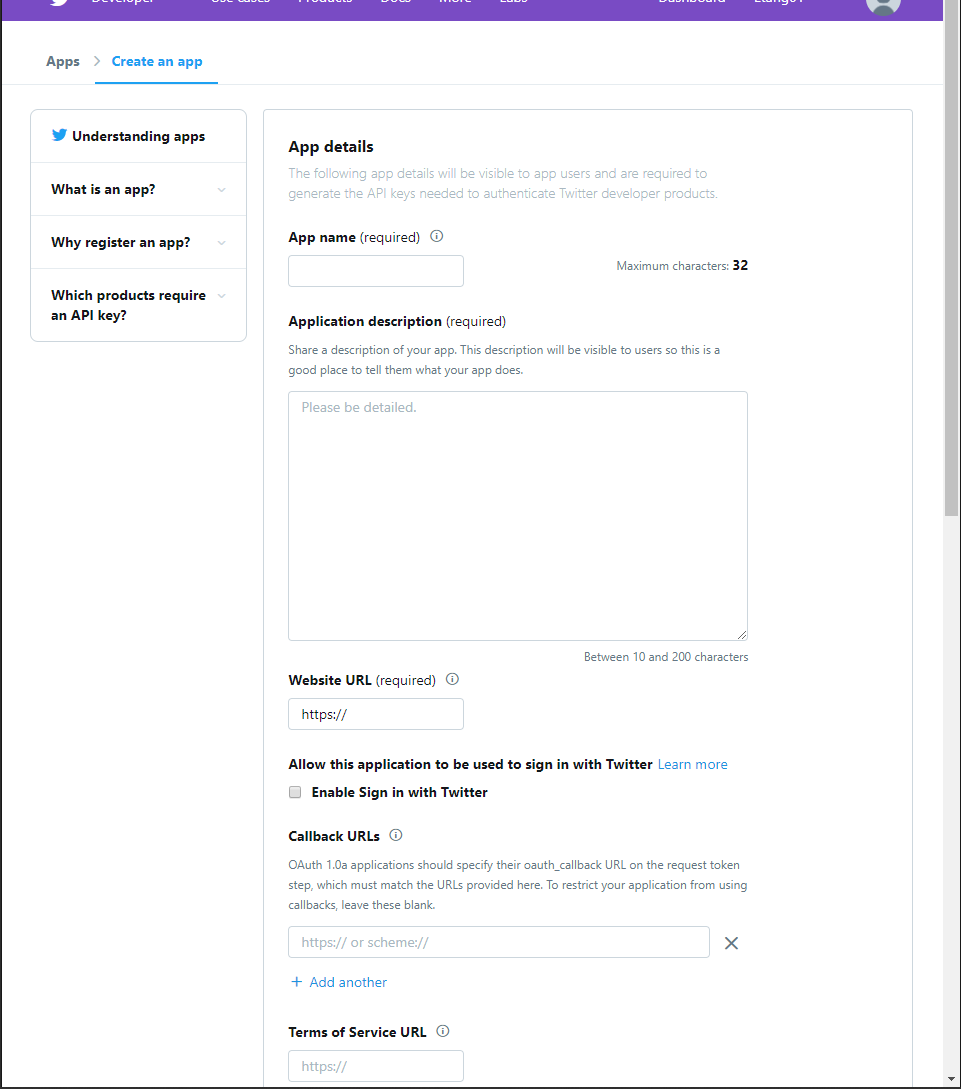 Developer Use cases Products Docs More Labs Dashboard
Apps Create an app
Understanding apps
What is an app?
Why register an app?
Which products require
an API key?
App details
The following app details will be visible to app users and are required to
generate the API keys needed to authenticate Twitter developer products.
App name (required)
Maximum characters: 32
Application description (required)
Share a description of your app. This description will be visible to users so this is a
good place to tell them what your app does.
Please be detailed.
Between 10 and 200 characters
Website URL (required)
https://
Allow this application to be used to sign in with Twitter Learn more
Enable Sign in with Twitter
Callback URLs
OAuth 1.0a applications should specify their oauth_callback URL on the request token
step, which must match the URLs provided here. To restrict your application from using
callbacks, leave these blank.
https:// or scheme://
+ Add another
Terms of Service URL
https://